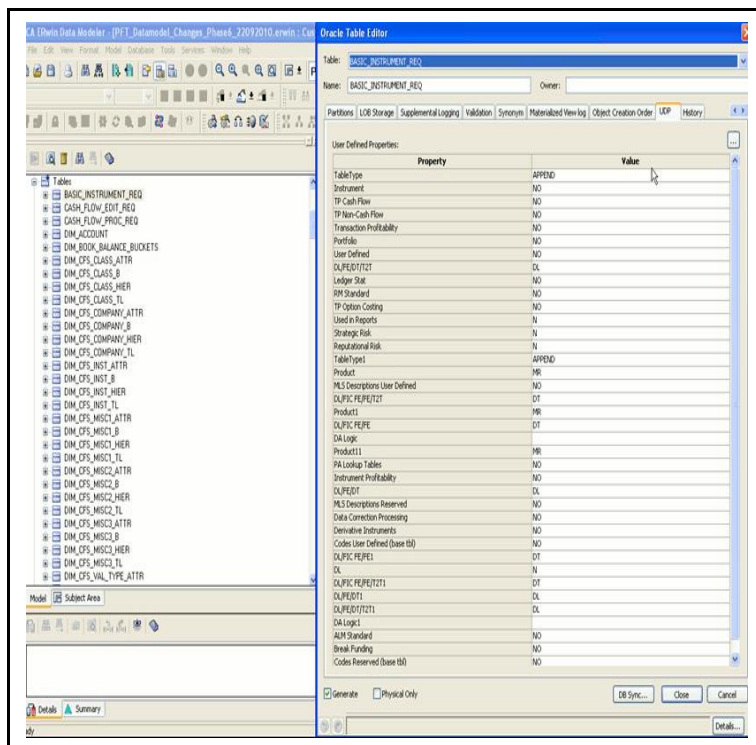 CA ERwin Data Modeler - [PFT_Datamodel_Changes_Phase6_22092010.erwin : Cus
File Edit View Format Model Database Tools Services Window Help
Tables
BASIC_INSTRUMENT_REQ
CASH_FLOW_EDIT_REQ
CASH_FLOW_PROC_REQ
DIM_ACCOUNT
DIM_BOOK_BALANCE_BUCKETS
DIM_CFS_CLASS_ATTR
DIM_CFS_CLASS_B
DIM_CFS_CLASS_HIER
DIM_CFS_CLASS_TL
DIM_CFS_COMPANY_ATTR
DIM_CFS_COMPANY_B
DIM_CFS_COMPANY_HIER
DIM_CFS_COMPANY_TL
DIM_CFS_INST_ATTR
DIM_CFS_INST_B
DIM_CFS_INST_HIER
DIM_CFS_INST_TL
DIM_CFS_MISC1_ATTR
DIM_CFS_MISC1_B
DIM_CFS_MISC1_HIER
DIM_CFS_MISC1_TL
DIM_CFS_MISC2_ATTR
DIM_CFS_MISC2_B
DIM_CFS_MISC2_HIER
DIM_CFS_MISC2_TL
DIM_CFS_MISC3_ATTR
DIM_CFS_MISC3_B
DIM_CFS_MISC3_HIER
DIM_CFS_MISC3_TL
DIM_CFS_VAL_TYPE_ATTR
Model Subject Area
Details Summary
Oracle Table Editor
Table: BASIC_INSTRUMENT_REQ
Name: BASIC_INSTRUMENT_REQ Owner:
Partitions LOB Storage Supplemental Logging Validation Synonym Materialized View log Object Creation Order UDP History
User Defined Properties: ...
Property Value
TableType APPEND
Instrument NO
TP Cash Flow NO
TP Non-Cash Flow NO
Transaction Profitability NO
Portfolio NO
User Defined NO
DL/FE/DT/T2T DL
Ledger Stat NO
RM Standard NO
TP Option Costing NO
Used in Reports N
Strategic Risk N
Reputational Risk N
TableType1 APPEND
Product MR
MLS Descriptions User Defined NO
DL/FIC FE/FE/T2T DT
Product1 MR
DL/FIC FE/FE DT
DA Logic
Product11 MR
PA Lookup Tables NO
Instrument Profitability NO
DL/FE/DT DL
MLS Descriptions Reserved NO
Data Correction Processing NO
Derivative Instruments NO
Codes User Defined (base tbl) NO
DL/FIC FE/FE1 DT
DL N
DL/FIC FE/FE/T2T1 DT
DL/FE/DT1 DL
DL/FE/DT/T2T1 DL
DA Logic1
ALM Standard NO
Break Funding NO
Codes Reserved (base tbl) NO
Generate Physical Only DB Sync... Close Cancel
Details...